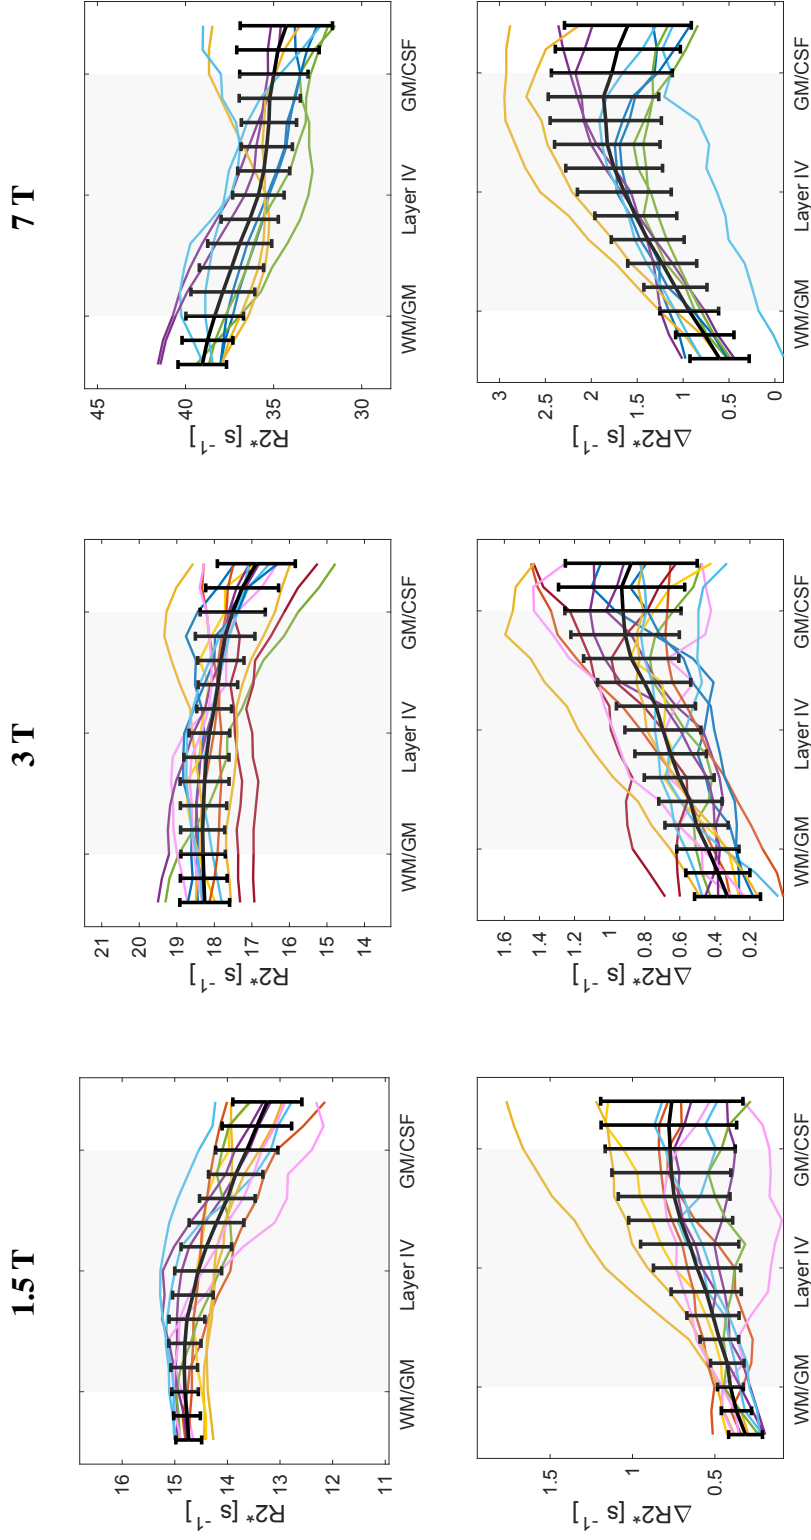 1.5 T
3 T
7 T
16
15
14
13
12
11
R2* [s⁻¹]
WM/GM
Layer IV
GM/CSF
21
20
19
18
17
16
15
14
R2* [s⁻¹]
WM/GM
Layer IV
GM/CSF
45
40
35
30
R2* [s⁻¹]
WM/GM
Layer IV
GM/CSF
1.5
1
0.5
ΔR2* [s⁻¹]
WM/GM
Layer IV
GM/CSF
1.6
1.4
1.2
1
0.8
0.6
0.4
0.2
ΔR2* [s⁻¹]
WM/GM
Layer IV
GM/CSF
3
2.5
2
1.5
1
0.5
0
ΔR2* [s⁻¹]
WM/GM
Layer IV
GM/CSF